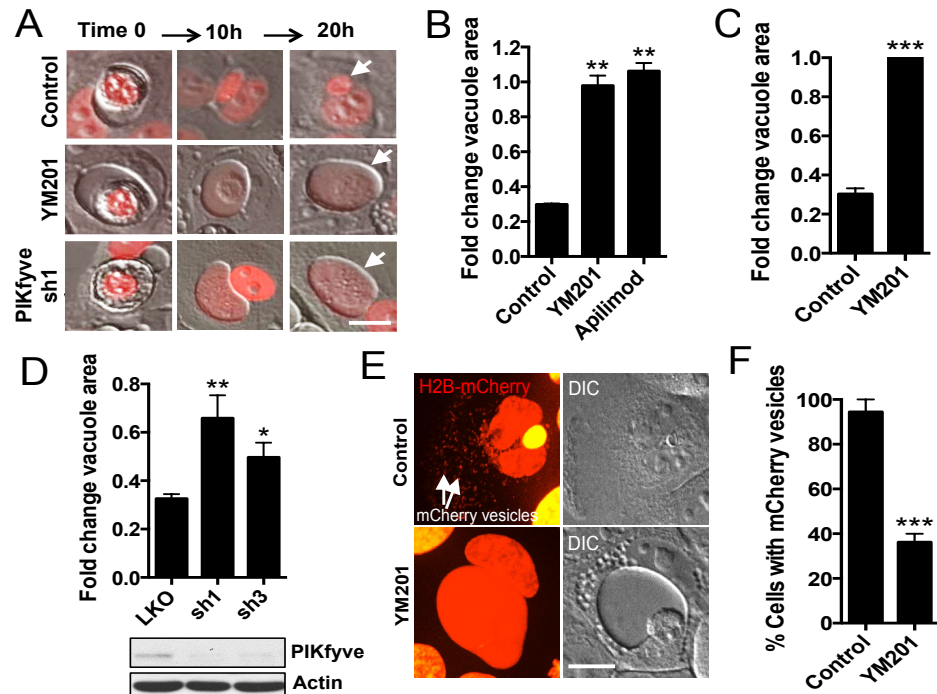 A
Time 0 → 10h → 20h
Control
YM201
PIKfyve
sh1
B
Fold change vacuole area
1.2
1.0
0.8
0.6
0.4
0.2
0.0
**
**
Control
YM201
Apilimod
C
Fold change vacuole area
1.0
0.8
0.6
0.4
0.2
0.0
***
Control
YM201
D
Fold change vacuole area
0.8
0.6
0.4
0.2
0.0
**
*
LKO
sh1
sh3
PIKfyve
Actin
E
H2B-mCherry
DIC
Control
mCherry vesicles
YM201
DIC
F
% Cells with mCherry vesicles
100
80
60
40
20
0
***
Control
YM201